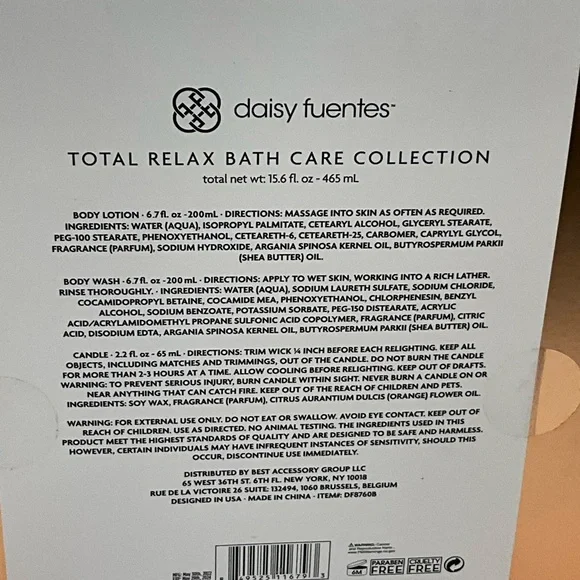 daisy fuentes™
TOTAL RELAX BATH CARE COLLECTION
total net wt: 15.6 fl. oz - 465 mL
BODY LOTION - 6.7 fl. oz -200mL - DIRECTIONS: MASSAGE INTO SKIN AS OFTEN AS REQUIRED.
INGREDIENTS: WATER (AQUA), ISOPROPYL PALMITATE, CETEARYL ALCOHOL, GLYCERYL STEARATE,
PEG-100 STEARATE, PHENOXYETHANOL, CETEARETH-6, CETEARETH-25, CARBOMER, CAPRYLYL GLYCOL,
FRAGRANCE (PARFUM), SODIUM HYDROXIDE, ARGANIA SPINOSA KERNEL OIL, BUTYROSPERMUM PARKII
(SHEA BUTTER) OIL.
BODY WASH - 6.7 fl. oz -200 mL - DIRECTIONS: APPLY TO WET SKIN, WORKING INTO A RICH LATHER.
RINSE THOROUGHLY. - INGREDIENTS: WATER (AQUA), SODIUM LAURETH SULFATE, SODIUM CHLORIDE,
COCAMIDOPROPYL BETAINE, COCAMIDE MEA, PHENOXYETHANOL, CHLORPHENESIN, BENZYL
ALCOHOL, SODIUM BENZOATE, POTASSIUM SORBATE, PEG-150 DISTEARATE, ACRYLIC
ACID/ACRYLAMIDOMETHYL PROPANE SULFONIC ACID COPOLYMER, FRAGRANCE (PARFUM), CITRIC
ACID, DISODIUM EDTA, ARGANIA SPINOSA KERNEL OIL, BUTYROSPERMUM PARKII (SHEA BUTTER) OIL.
CANDLE - 2.2 fl. oz - 65 mL - DIRECTIONS: TRIM WICK ¼ INCH BEFORE EACH RELIGHTING. KEEP ALL
OBJECTS, INCLUDING MATCHES AND TRIMMINGS, OUT OF THE CANDLE. DO NOT BURN THE CANDLE
FOR MORE THAN 2-3 HOURS AT A TIME. ALLOW COOLING BEFORE RELIGHTING. KEEP OUT OF DRAFTS.
WARNING: TO PREVENT SERIOUS INJURY, BURN CANDLE WITHIN SIGHT. NEVER BURN A CANDLE ON OR
NEAR ANYTHING THAT CAN CATCH FIRE. KEEP OUT OF THE REACH OF CHILDREN AND PETS.
INGREDIENTS: SOY WAX, FRAGRANCE (PARFUM), CITRUS AURANTIUM DULCIS (ORANGE) FLOWER OIL.
WARNING: FOR EXTERNAL USE ONLY. DO NOT EAT OR SWALLOW. AVOID EYE CONTACT. KEEP OUT OF
REACH OF CHILDREN. USE AS DIRECTED. NO ANIMAL TESTING. THE INGREDIENTS USED IN THIS
PRODUCT MEET THE HIGHEST STANDARDS OF QUALITY AND ARE DESIGNED TO BE SAFE AND HARMLESS.
HOWEVER, CERTAIN INDIVIDUALS MAY HAVE INFREQUENT INSTANCES OF SENSITIVITY, SHOULD THIS
OCCUR, DISCONTINUE USE IMMEDIATELY.
DISTRIBUTED BY BEST ACCESSORY GROUP LLC
65 WEST 36TH ST. 6TH FL. NEW YORK, NY 10018
RUE DE LA VICTOIRE 26 SUITE: 132494, 1060 BRUSSELS, BELGIUM
DESIGNED IN USA - MADE IN CHINA - ITEM#: DF8760B
WARNING:
6M
PARABEN FREE
CRUELTY FREE